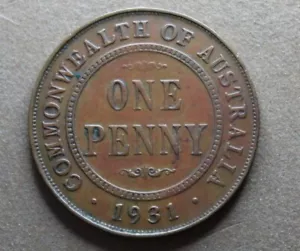 COMMONWEALTH OF AUSTRALIA
ONE
PENNY
· 1931 ·